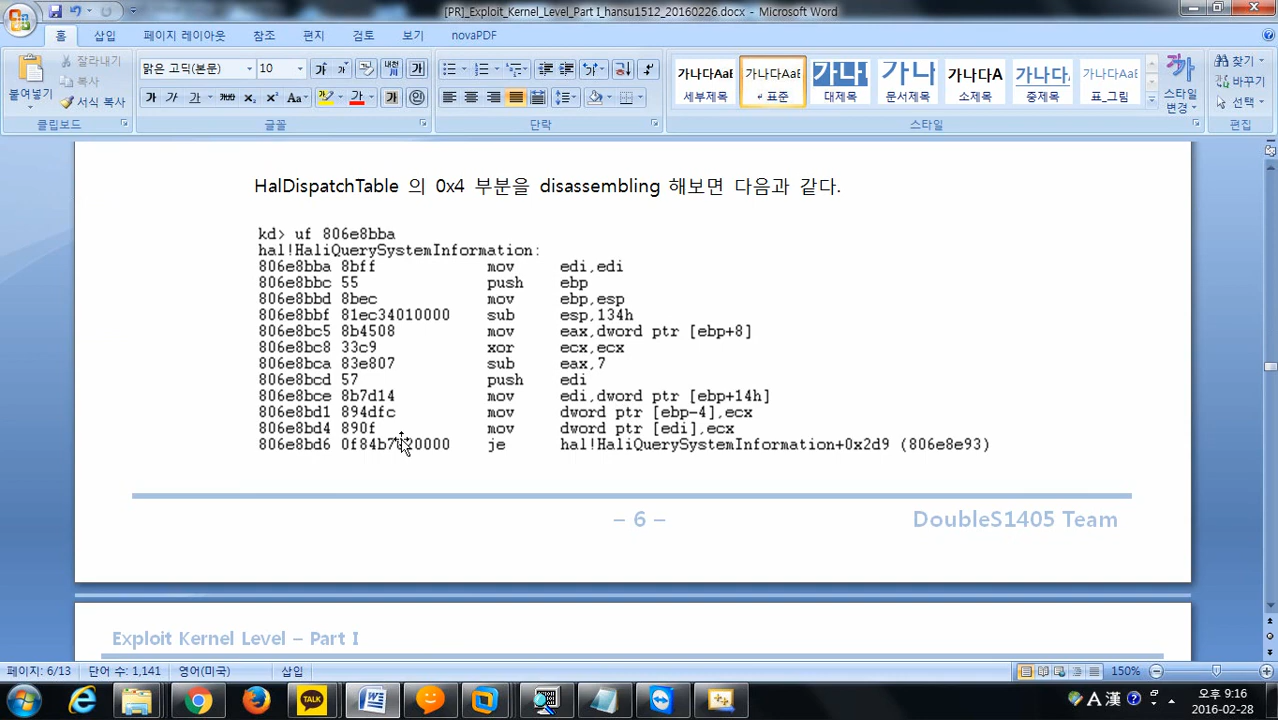 [PR]_Exploit_Kernel_Level_Part I_hansu1512_20160226.docx - Microsoft Word
홈 삽입 페이지 레이아웃 참조 편지 검토 보기 novaPDF
붙여넣기
잘라내기
복사
서식 복사
클립보드
맑은 고딕(본문) 10
글꼴
단락
가나다AaB 세부제목
가나다AaB 표준
가나 대제목
가나 문서제목
가나다A 소제목
가나다 중제목
가나다AaB 표_그림
스타일 변경
스타일
찾기
바꾸기
선택
편집
HalDispatchTable 의 0x4 부분을 disassembling 해보면 다음과 같다.
kd> uf 806e8bba
hal!HaliQuerySystemInformation:
806e8bba 8bff mov edi,edi
806e8bbc 55 push ebp
806e8bbd 8bec mov ebp,esp
806e8bbf 81ec34010000 sub esp,134h
806e8bc5 8b4508 mov eax,dword ptr [ebp+8]
806e8bc8 33c9 xor ecx,ecx
806e8bca 83e807 sub eax,7
806e8bcd 57 push edi
806e8bce 8b7d14 mov edi,dword ptr [ebp+14h]
806e8bd1 894dfc mov dword ptr [ebp-4],ecx
806e8bd4 890f mov dword ptr [edi],ecx
806e8bd6 je hal!HaliQuerySystemInformation+0x2d9 (806e8e93)
– 6 – DoubleS1405 Team
Exploit Kernel Level – Part I
페이지: 6/13 단어 수: 1,141 영어(미국) 삽입 150%
TALK
A 漢
오후 9:16
2016-02-28